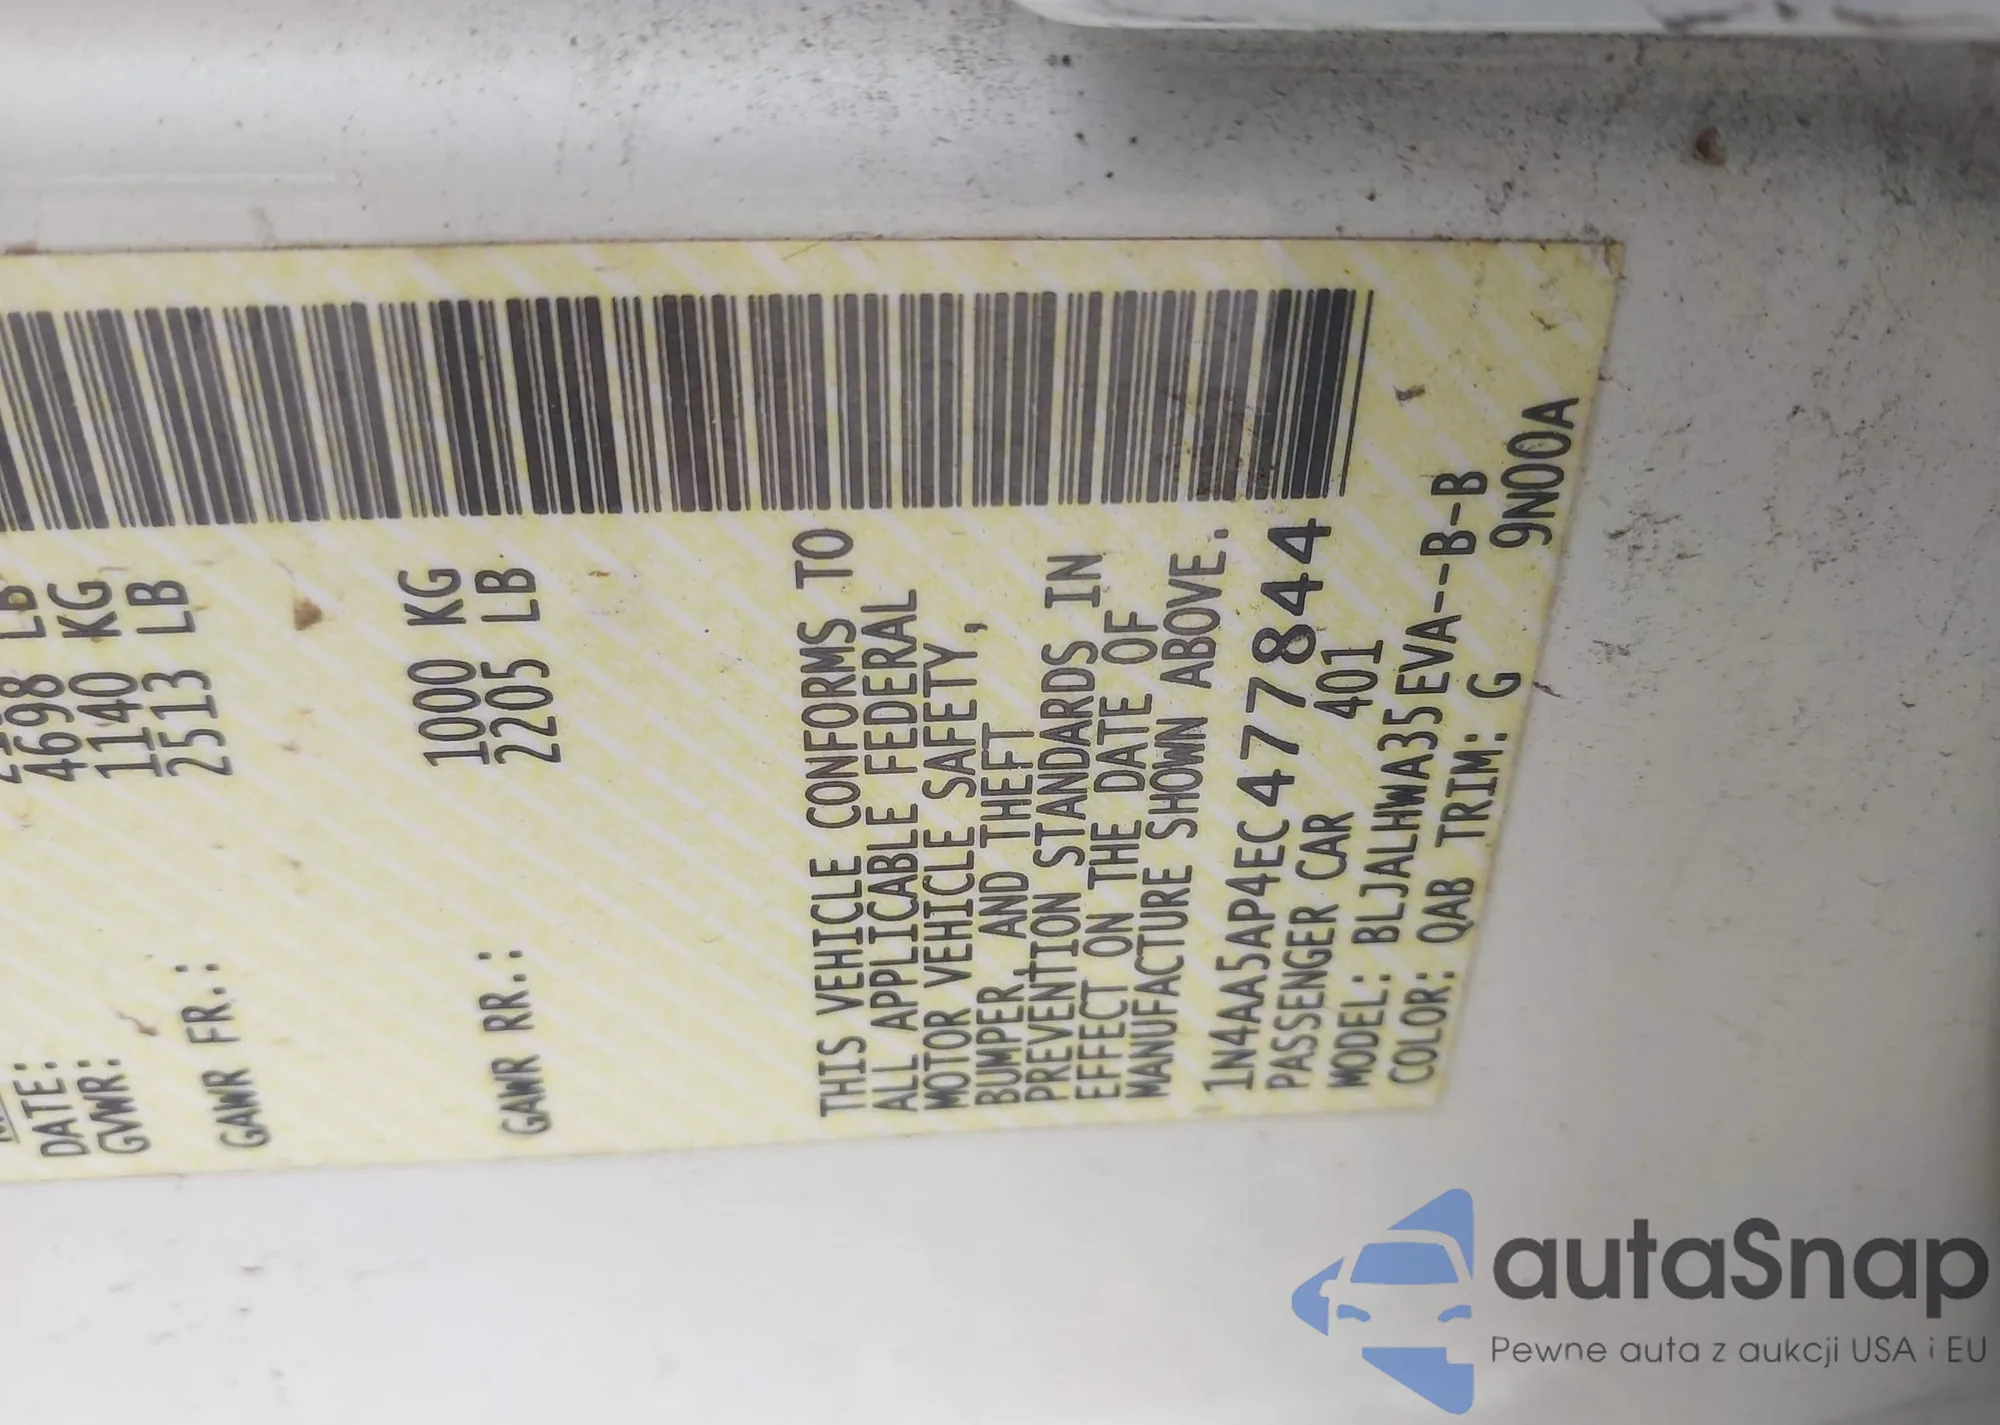 DATE:
GVWR: 4698 LB
1140 KG
GAWR FR.: 2513 LB
1000 KG
GAWR RR.: 2205 LB
THIS VEHICLE CONFORMS TO
ALL APPLICABLE FEDERAL
MOTOR VEHICLE SAFETY,
BUMPER, AND THEFT
PREVENTION STANDARDS IN
EFFECT ON THE DATE OF
MANUFACTURE SHOWN ABOVE.
1N4AA5AP4EC477844
PASSENGER CAR 401
MODEL: BLJALHWA35EVA--B-B
COLOR: QAB TRIM: G 9N00A
autaSnap
Pewne auta z aukcji USA i EU